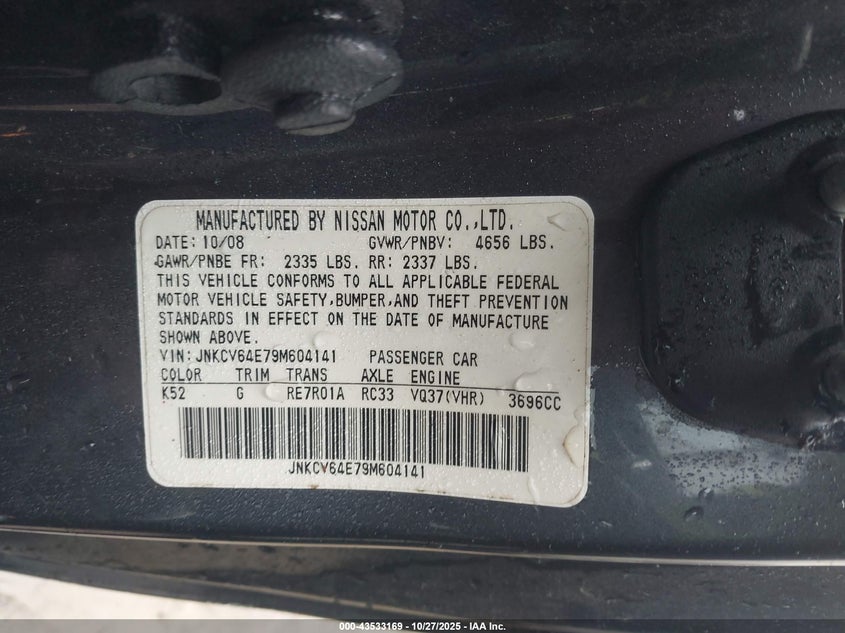 MANUFACTURED BY NISSAN MOTOR CO.,LTD.
DATE: 10/08 GVWR/PNBV: 4656 LBS.
GAWR/PNBE FR: 2335 LBS. RR: 2337 LBS.
THIS VEHICLE CONFORMS TO ALL APPLICABLE FEDERAL
MOTOR VEHICLE SAFETY,BUMPER,AND THEFT PREVENTION
STANDARDS IN EFFECT ON THE DATE OF MANUFACTURE
SHOWN ABOVE.
VIN:JNKCV64E79M604141 PASSENGER CAR
COLOR TRIM TRANS AXLE ENGINE
K52 G RE7R01A RC33 VQ37(VHR) 3696CC
JNKCV64E79M604141
000-43533169 - 10/27/2025 - IAA Inc.